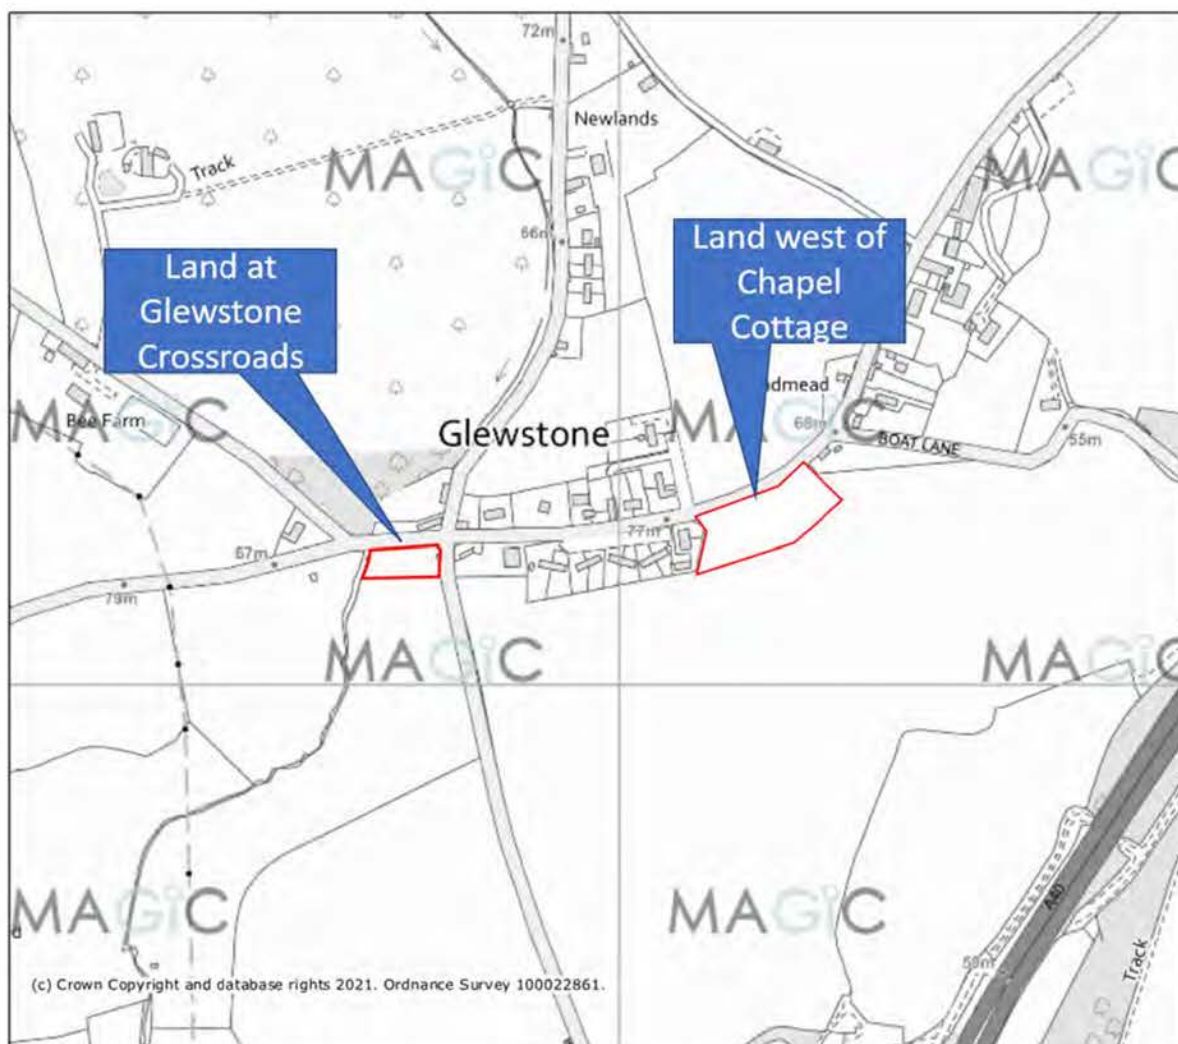 72m
Newlands
MAGiC
MAGiC
Track
66m
Land at
Glewstone
Crossroads
Land west of
Chapel
Cottage
dmead
MAGiC
Bee Farm
Glewstone
MAGiC
68m
BOAT LANE
55m
77m
67m
79m
MAGiC
MAGiC
MAGiC
MAGiC
A40
Track
(c) Crown Copyright and database rights 2021. Ordnance Survey 100022861.